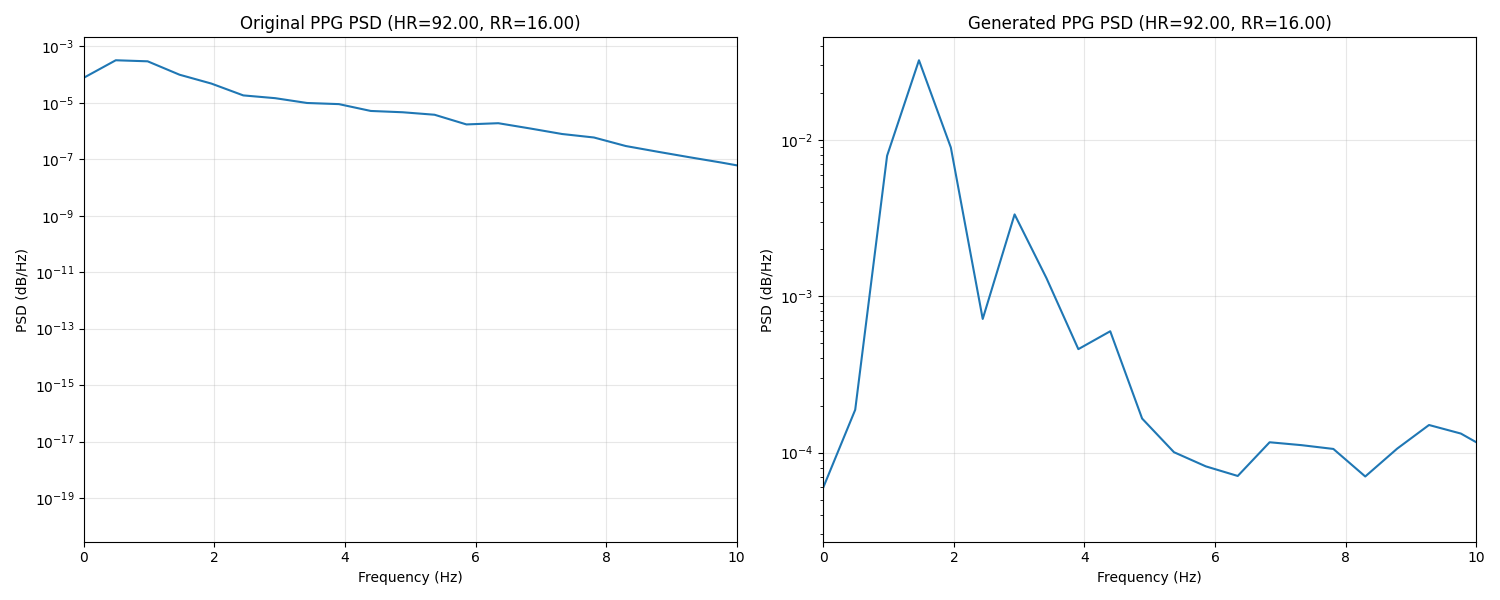 Original PPG PSD (HR=92.00, RR=16.00)
PSD (dB/Hz)
10⁻³
10⁻⁵
10⁻⁷
10⁻⁹
10⁻¹¹
10⁻¹³
10⁻¹⁵
10⁻¹⁷
10⁻¹⁹
0 2 4 6 8 10
Frequency (Hz)
Generated PPG PSD (HR=92.00, RR=16.00)
PSD (dB/Hz)
10⁻²
10⁻³
10⁻⁴
0 2 4 6 8 10
Frequency (Hz)